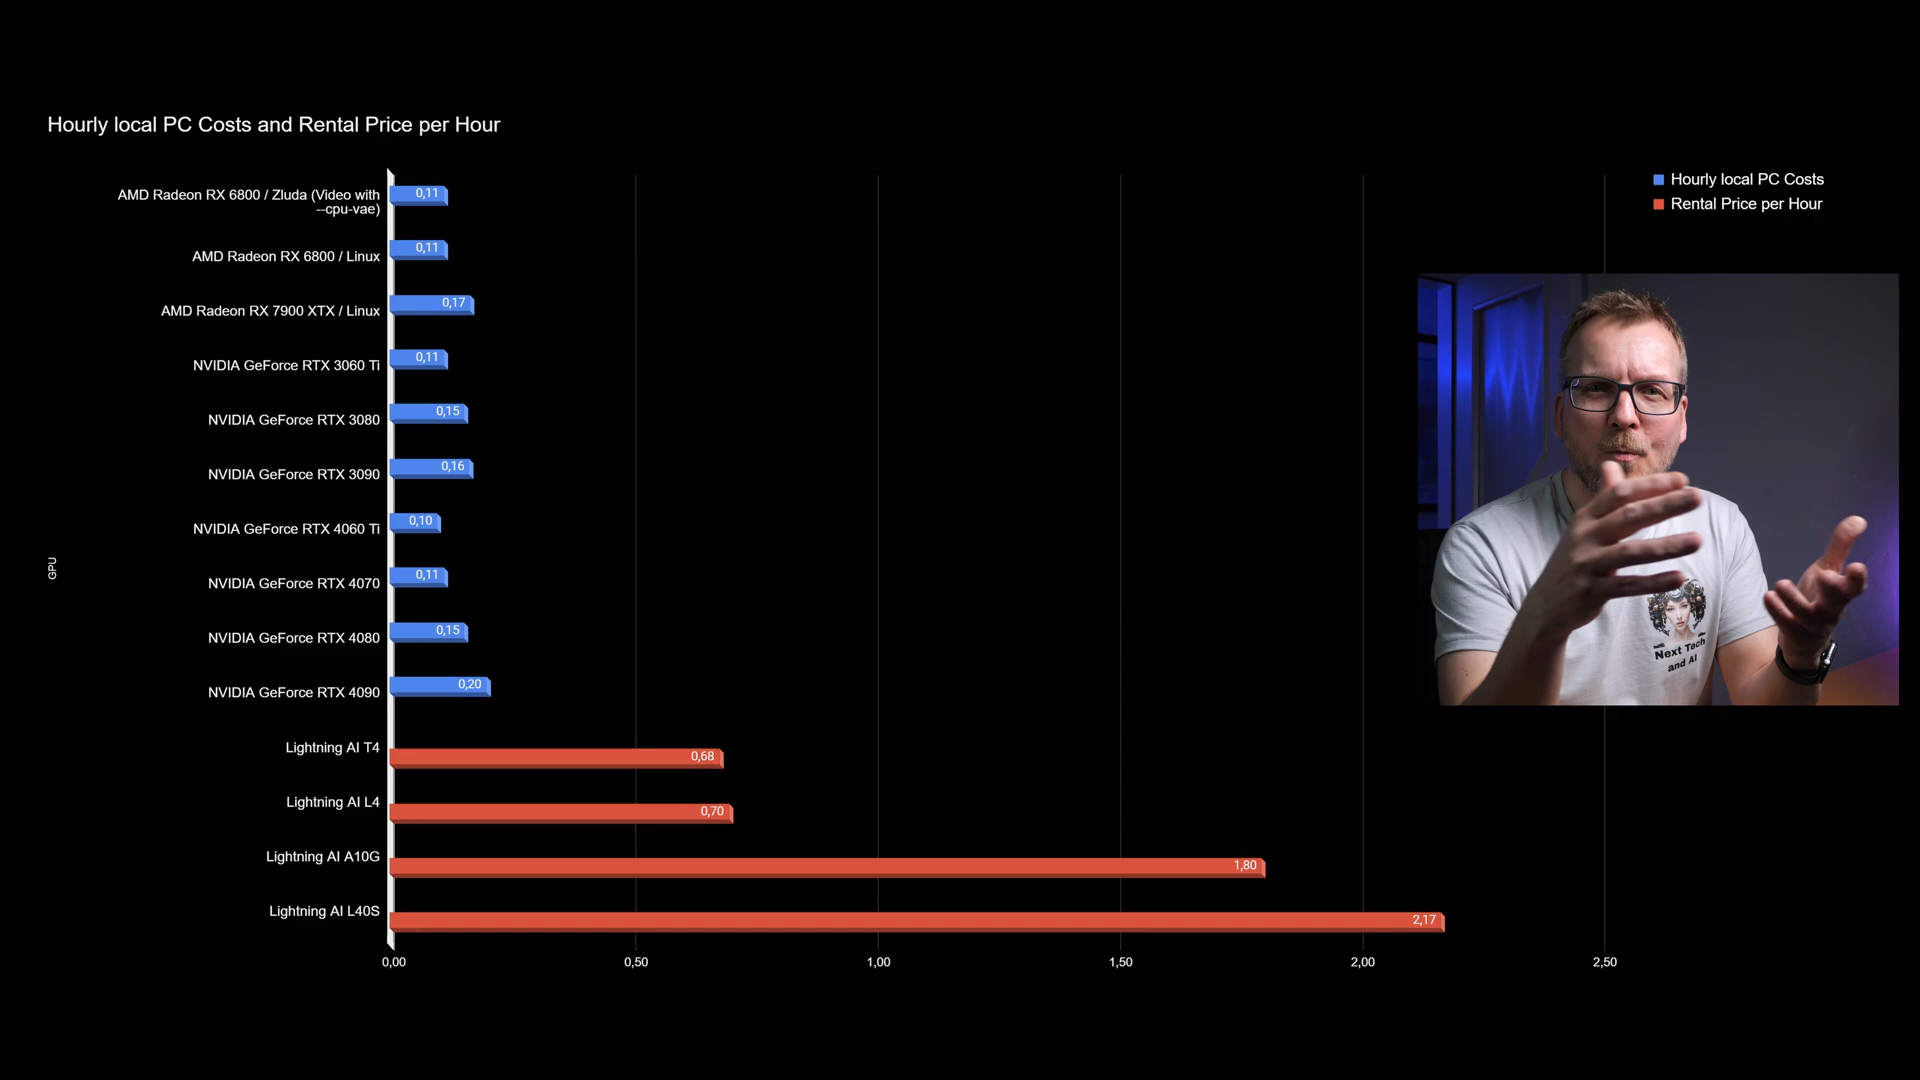 Hourly local PC Costs and Rental Price per Hour
Hourly local PC Costs
Rental Price per Hour
AMD Radeon RX 6800 / Zluda (Video with
--cpu-vae)
0,11
AMD Radeon RX 6800 / Linux
0,11
AMD Radeon RX 7900 XTX / Linux
0,17
NVIDIA GeForce RTX 3060 Ti
0,11
NVIDIA GeForce RTX 3080
0,15
NVIDIA GeForce RTX 3090
0,16
NVIDIA GeForce RTX 4060 Ti
0,10
NVIDIA GeForce RTX 4070
0,11
NVIDIA GeForce RTX 4080
0,15
NVIDIA GeForce RTX 4090
0,20
Lightning AI T4
0,68
Lightning AI L4
0,70
Lightning AI A10G
1,80
Lightning AI L40S
2,17
GPU
0,00
0,50
1,00
1,50
2,00
2,50
Next Tech
and AI